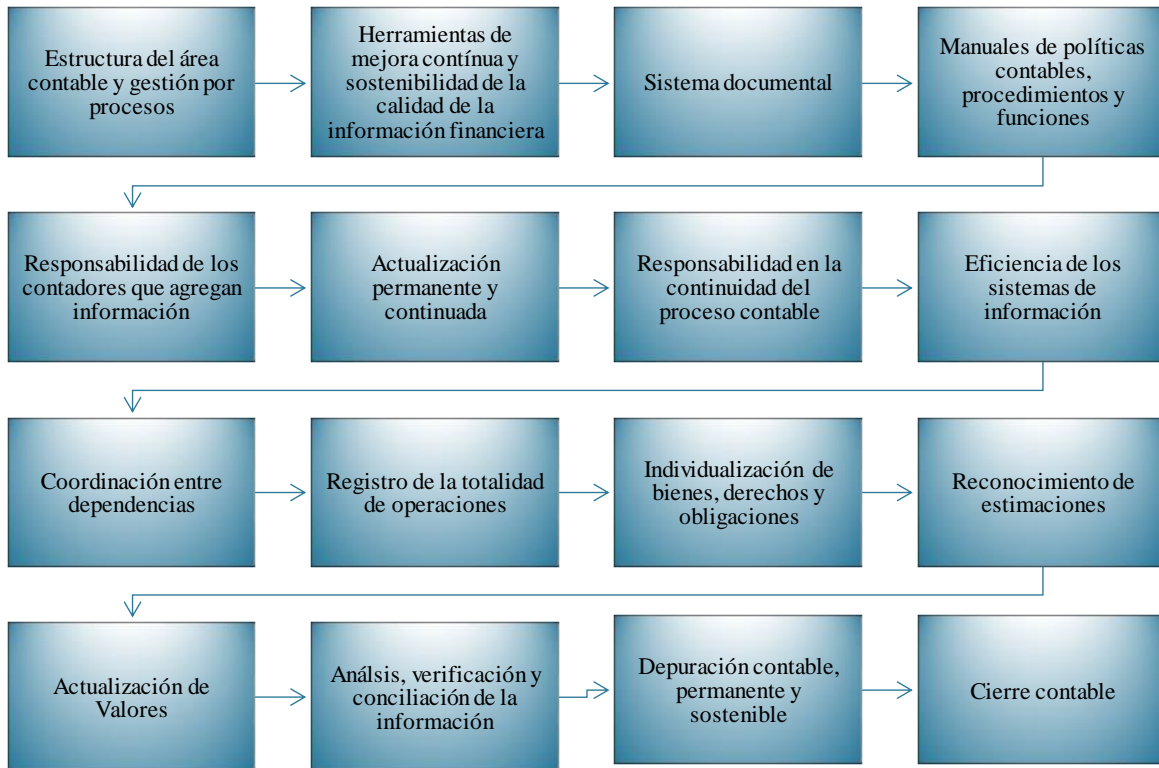 Estructura del área
contable y gestión por
procesos
Herramientas de
mejora contínua y
sostenibilidad de la
calidad de la
información financiera
Sistema documental
Manuales de políticas
contables,
procedimientos y
funciones
Responsabilidad de los
contadores que agregan
información
Actualización
permanente y
continuada
Responsabilidad en la
continuidad del
proceso contable
Eficiencia de los
sistemas de
información
Coordinación entre
dependencias
Registro de la totalidad
de operaciones
Individualización de
bienes, derechos y
obligaciones
Reconocimiento de
estimaciones
Actualización de
Valores
Análsis, verificación y
conciliación de la
información
Depuración contable,
permanente y
sostenible
Cierre contable